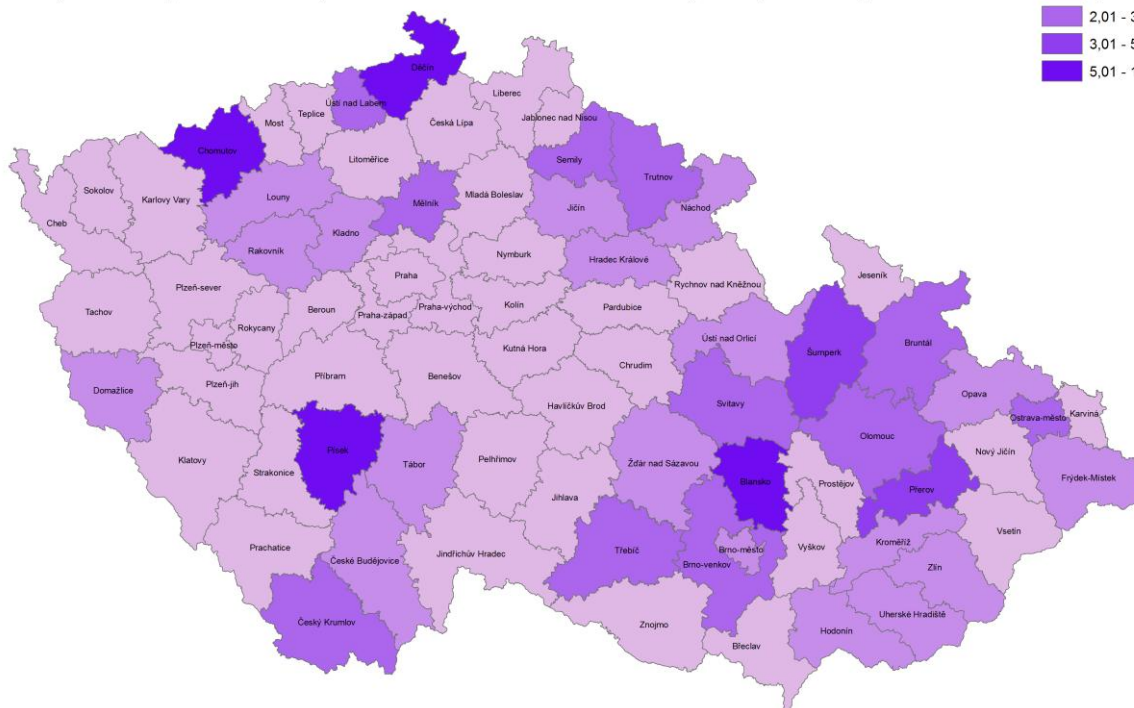 2,01 - 3
3,01 - 5
5,01 - 1
Děčín
Liberec
Ústí nad Labem
Teplice
Most
Jablonec nad Nisou
Česká Lípa
Chomutov
Litoměřice
Semily
Sokolov
Trutnov
Mladá Boleslav
Louny
Karlovy Vary
Mělník
Jičín
Náchod
Cheb
Kladno
Rakovník
Nymburk
Hradec Králové
Praha
Jeseník
Rychnov nad Kněžnou
Plzeň-sever
Kolín
Pardubice
Praha-východ
Beroun
Tachov
Praha-západ
Rokycany
Ústí nad Orlicí
Bruntál
Plzeň-město
Šumperk
Kutná Hora
Chrudim
Příbram
Benešov
Plzeň-jih
Domažlice
Opava
Svitavy
Havlíčkův Brod
Karviná
Ostrava-město
Olomouc
Písek
Klatovy
Nový Jičín
Tábor
Pelhřimov
Žďár nad Sázavou
Strakonice
Frýdek-Místek
Blansko
Prostějov
Jihlava
Přerov
Vsetín
Prachatice
Kroměříž
Jindřichův Hradec
Třebíč
Brno-město
Vyškov
České Budějovice
Brno-venkov
Zlín
Uherské Hradiště
Český Krumlov
Znojmo
Hodonín
Břeclav